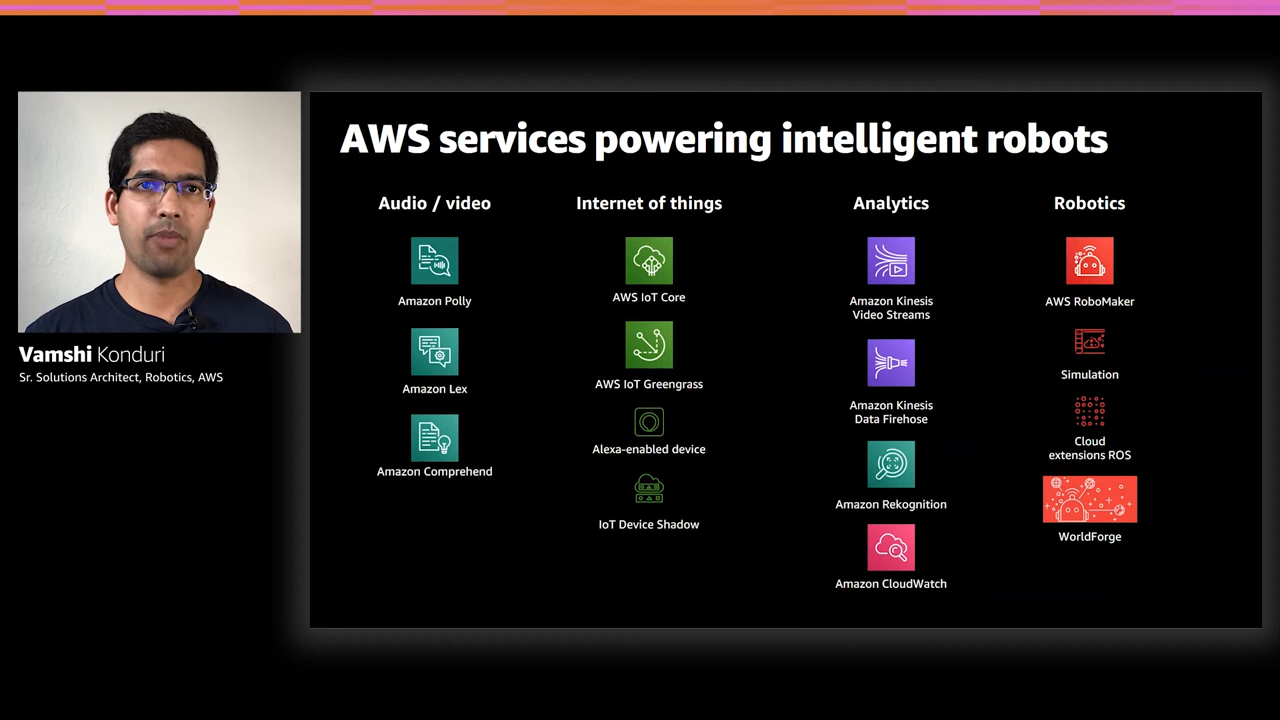 AWS services powering intelligent robots
Vamshi Konduri
Sr. Solutions Architect, Robotics, AWS
Audio / video
Amazon Polly
Amazon Lex
Amazon Comprehend
Internet of things
AWS IoT Core
AWS IoT Greengrass
Alexa-enabled device
IoT Device Shadow
Analytics
Amazon Kinesis
Video Streams
Amazon Kinesis
Data Firehose
Amazon Rekognition
Amazon CloudWatch
Robotics
AWS RoboMaker
Simulation
Cloud
extensions ROS
WorldForge